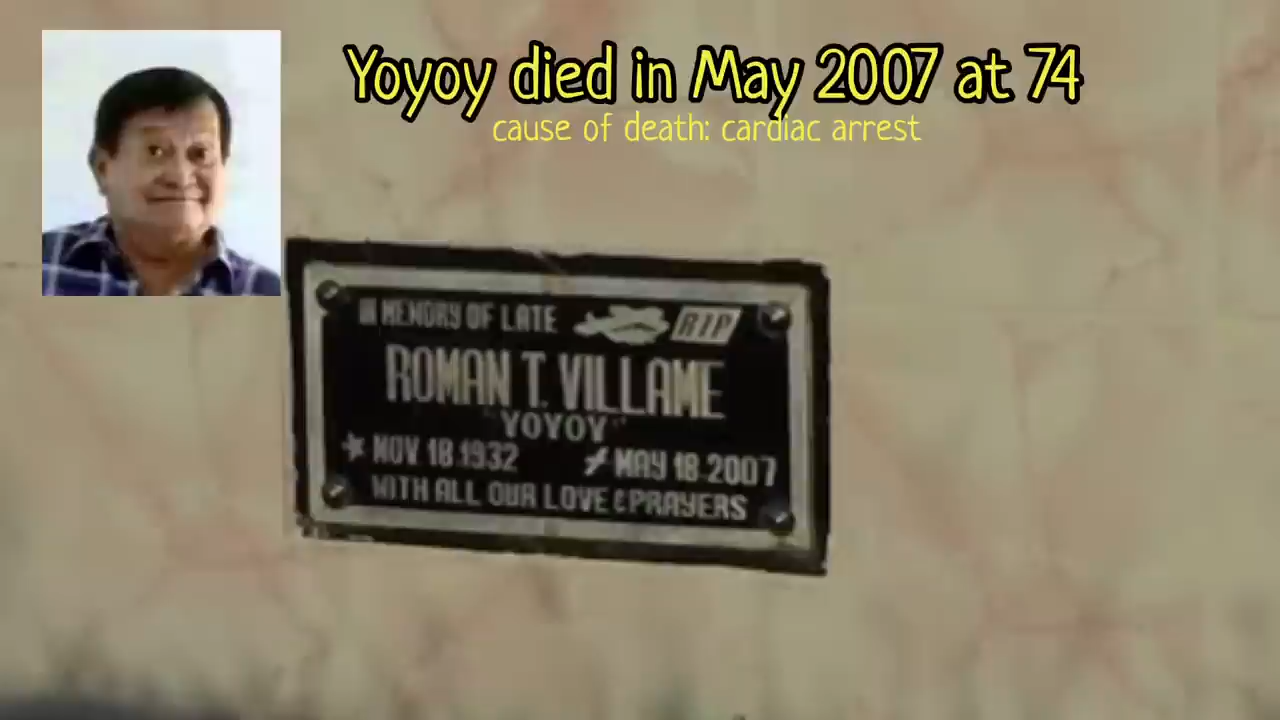 Yoyoy died in May 2007 at 74
cause of death: cardiac arrest
IN MEMORY OF LATE RIP
ROMAN T. VILLAME
"YOYOY"
NOV. 18.1932 MAY 18.2007
WITH ALL OUR LOVE & PRAYERS